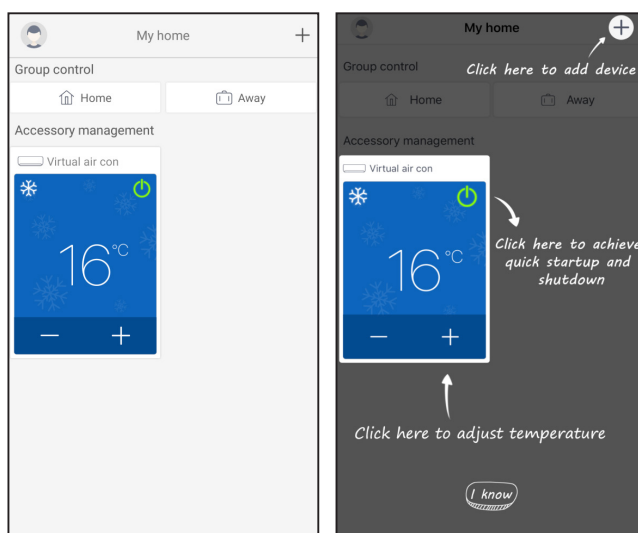 My home +
Group control
Home
Away
Accessory management
Virtual air con
16°C
− +
My home +
Click here to add device
Group control
Home
Away
Accessory management
Virtual air con
16°C
Click here to achieve
quick startup and
shutdown
− +
Click here to adjust temperature
I know